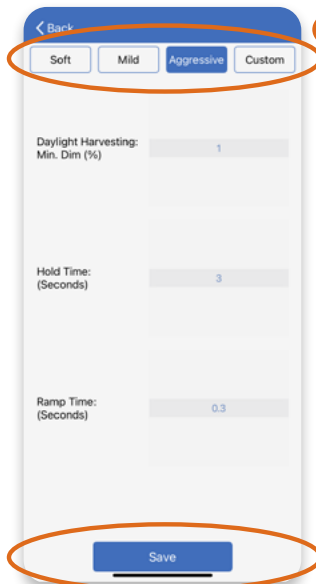 Back
Soft Mild Aggressive Custom
Daylight Harvesting:
Min. Dim (%)
1
Hold Time:
(Seconds)
3
Ramp Time:
(Seconds)
0.3
Save